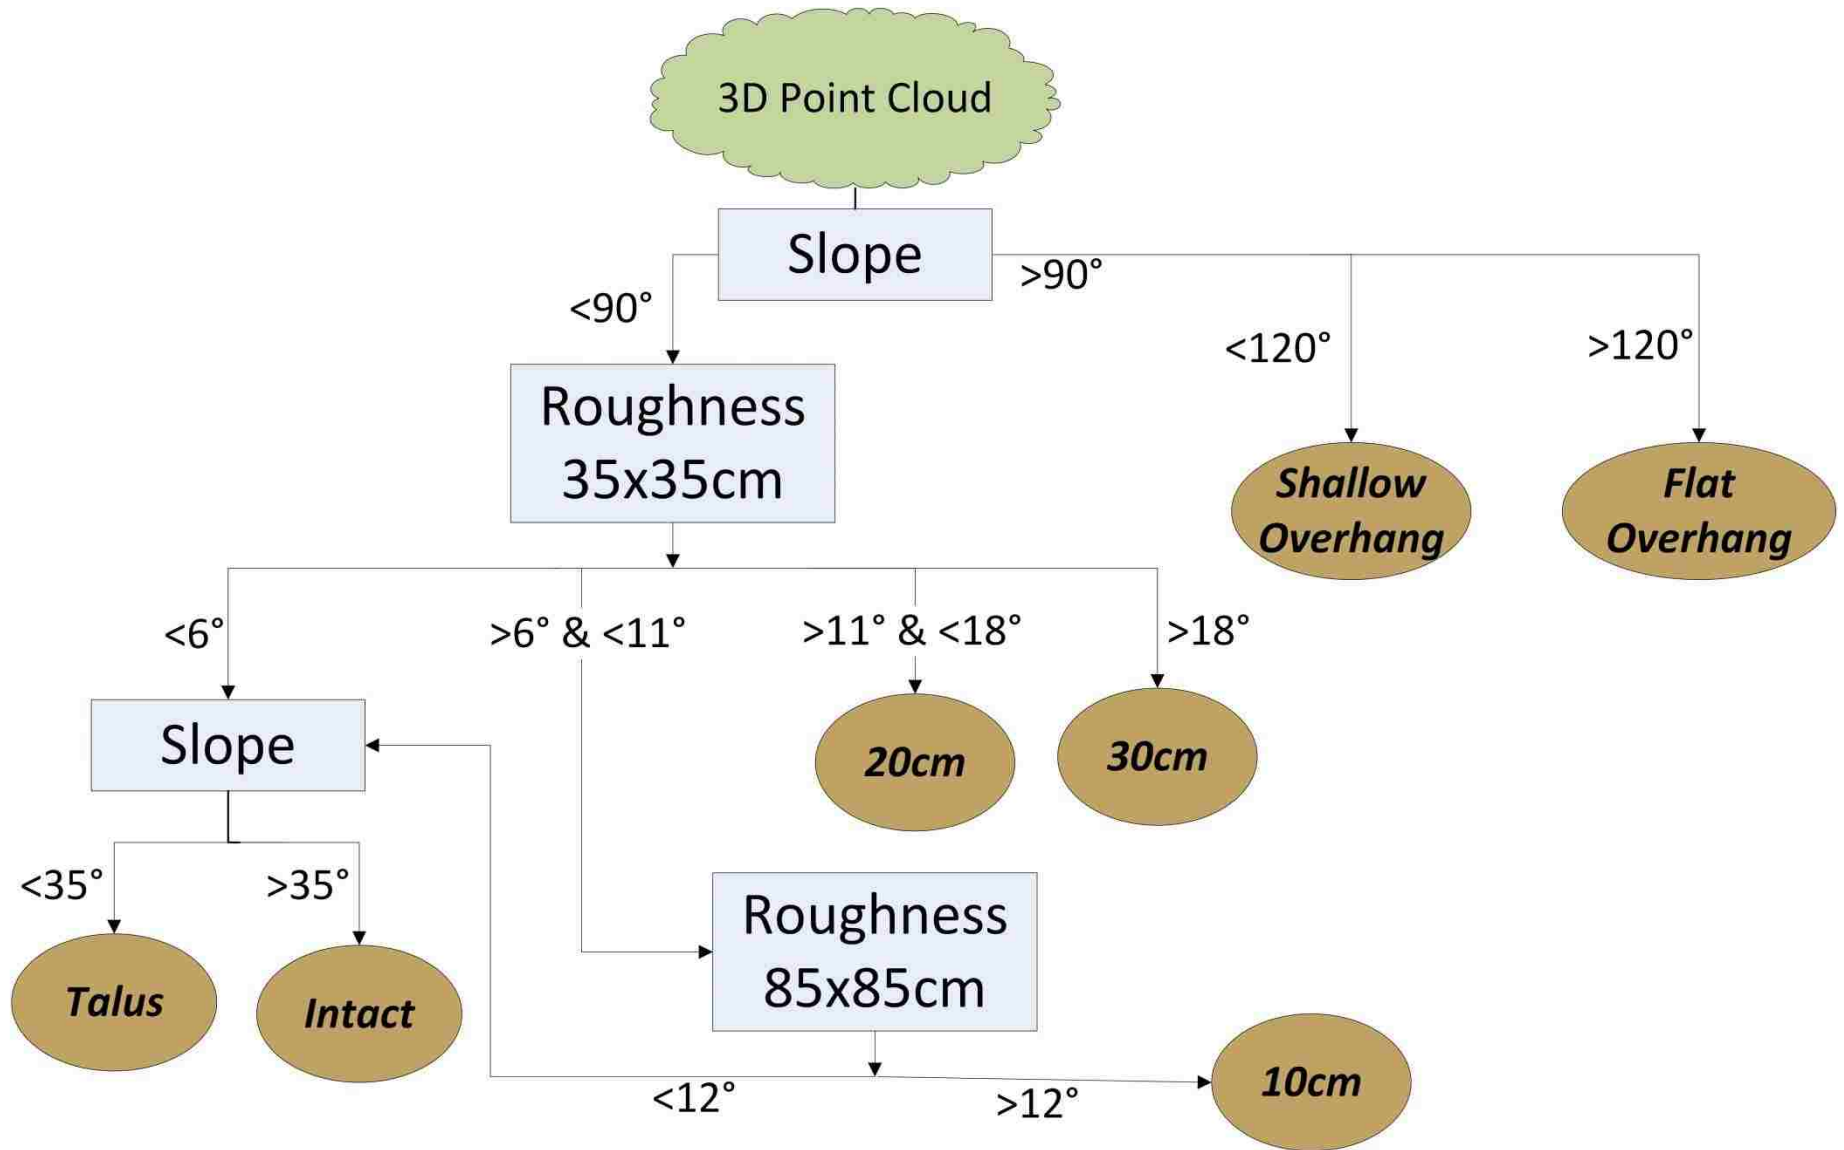 3D Point Cloud
Slope
<90°
>90°
<120°
>120°
Roughness
35x35cm
Shallow
Overhang
Flat
Overhang
<6°
>6° & <11°
>11° & <18°
>18°
Slope
20cm
30cm
<35°
>35°
Roughness
85x85cm
Talus
Intact
<12°
>12°
10cm